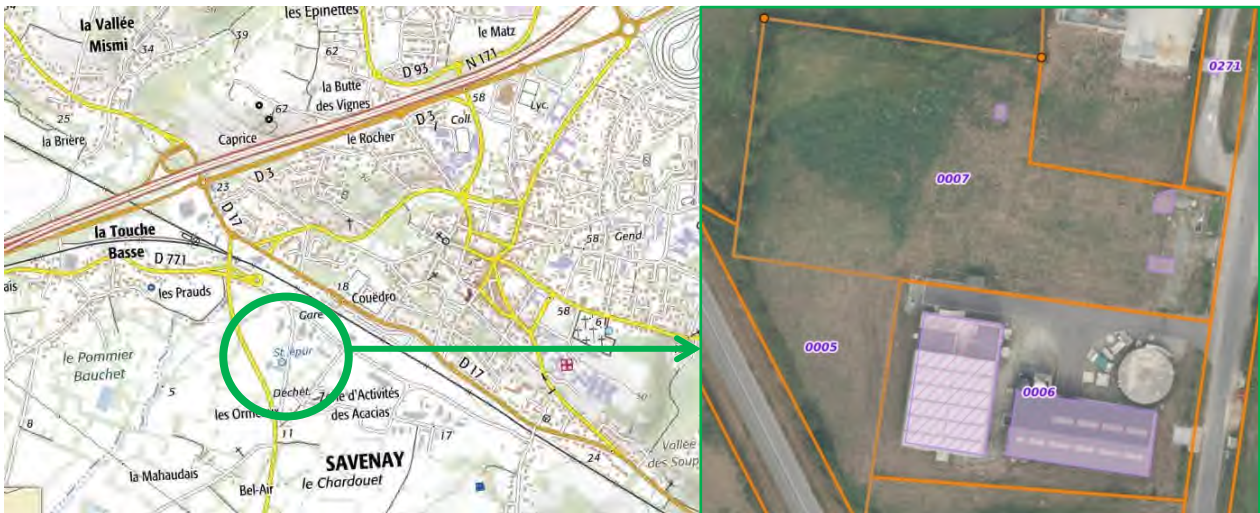 la Vallée
Mismi
34
39
les Epinettes
62
le Matz
D 93
N 171
la Butte
des Vignes
62
58
Lyc.
D 3
Coll.
25
la Brière
Caprice
le Rocher
D 3
23
D 17
la Touche
Basse
D 771
58
Gend.
les Prauds
18
Couëdro
Gare
58
61
le Pommier
Bauchet
St. épur
D 17
5
Déchet.
les Ormeaux
d'Activités
des Acacias
8
11
17
50
SAVENAY
le Chardouet
24
Vallée
des Soup
la Mahaudais
Bel-Air
0271
0007
0005
0006